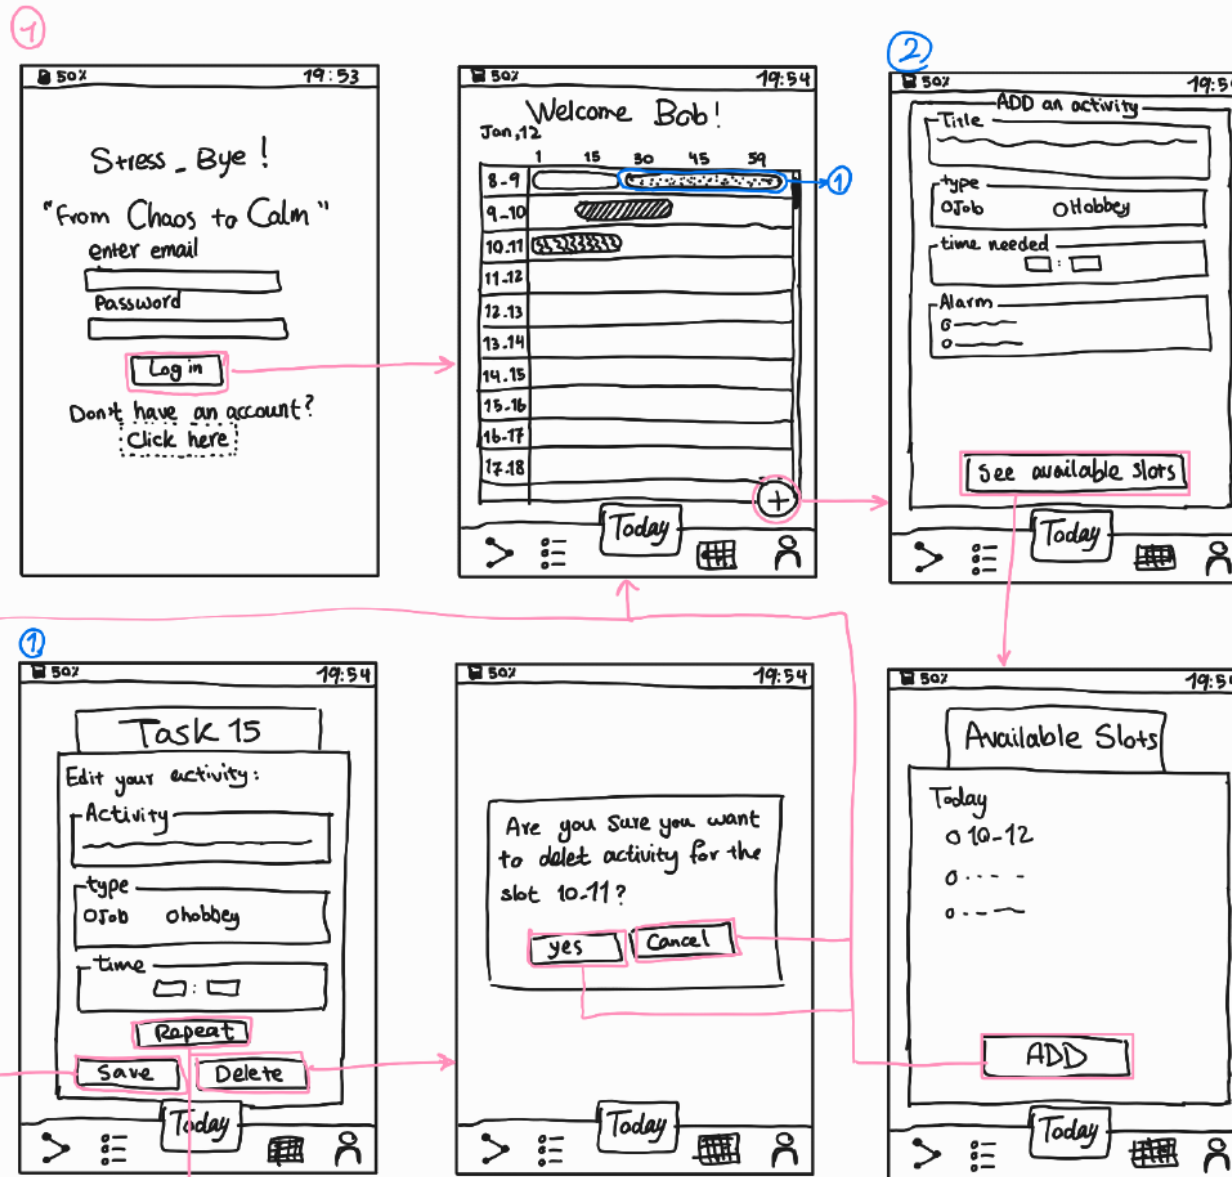 1
50%
19:53
Stress_Bye!
"From Chaos to Calm"
enter email
Password
Log in
Don't have an account?
Click here
50%
19:54
Welcome Bob!
Jan,12
1 15 30 45 59
8-9
1
9-10
10.11
11-12
12-13
13-14
14.15
15-16
16-17
17-18
+
Today
2
50%
19:5
ADD an activity
Title
type
Job Hobbey
time needed
:
Alarm
See available slots
Today
1
50%
19:54
Task 15
Edit your activity:
Activity
type
Job hobbey
time
:
Repeat
Save Delete
Today
50%
19:54
Are you sure you want
to delet activity for the
slot 10-11?
yes Cancel
Today
50%
19:5
Available Slots
Today
10-12
ADD
Today